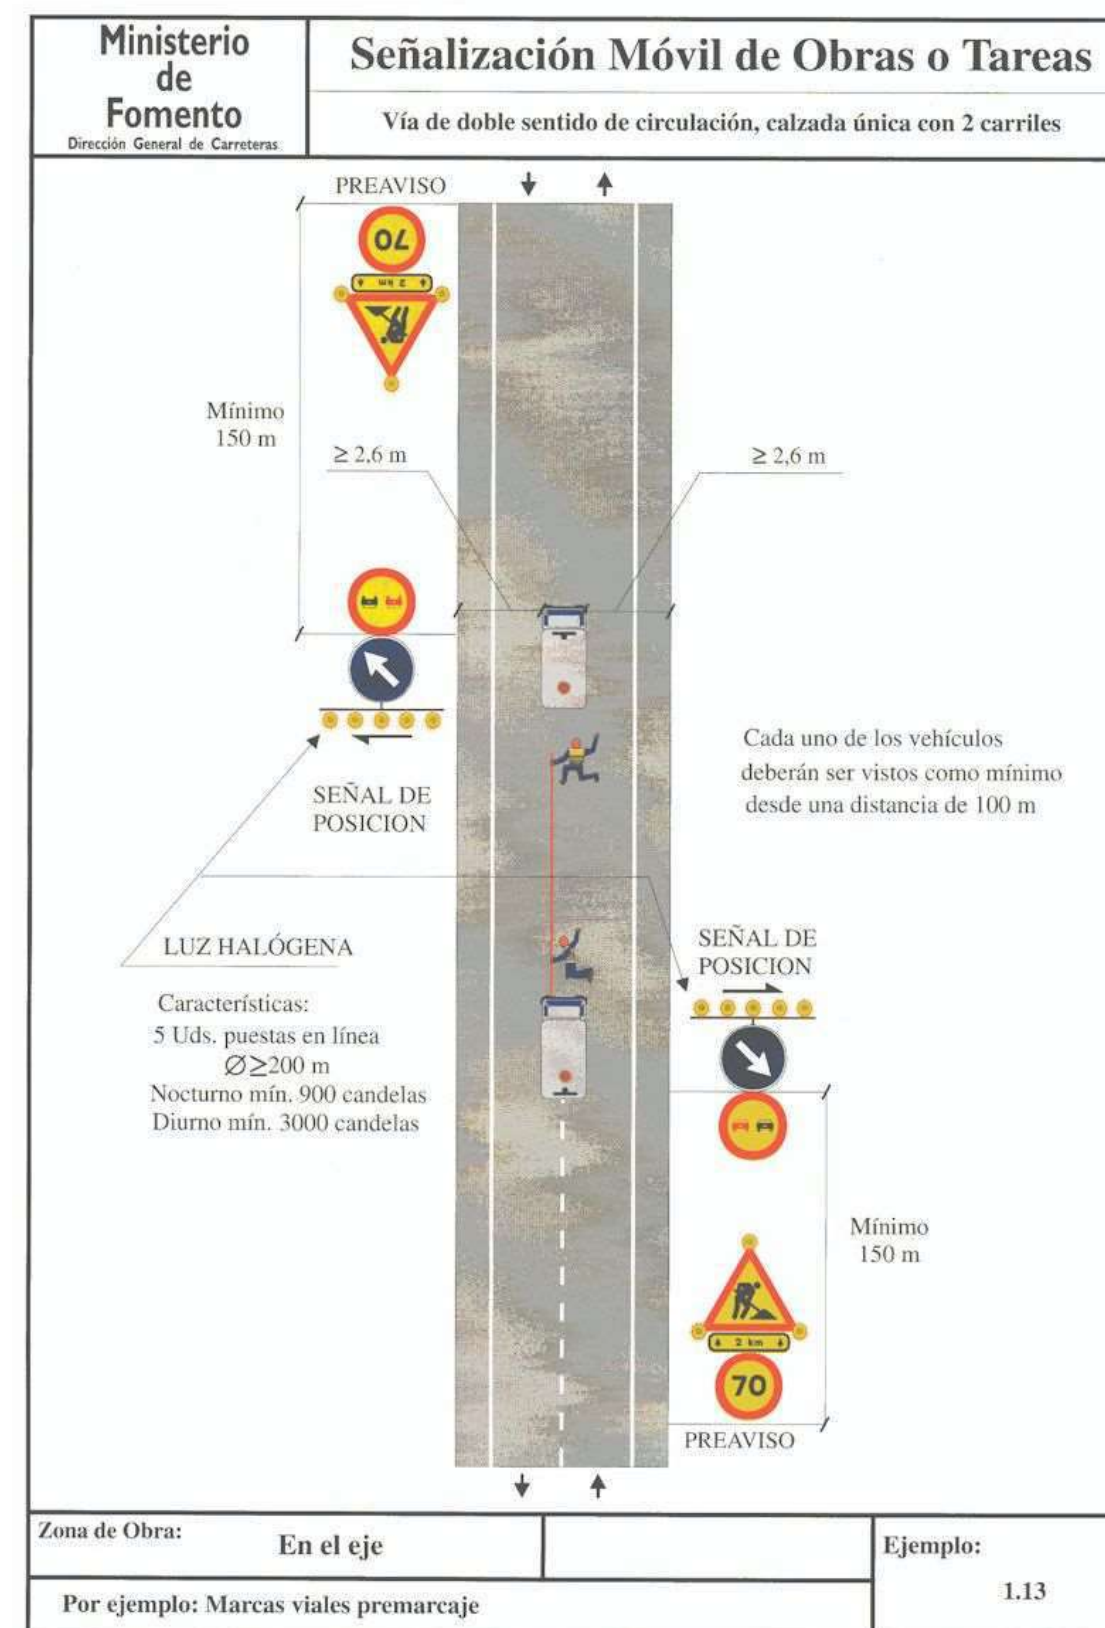 Ministerio
de
Fomento
Dirección General de Carreteras
Señalización Móvil de Obras o Tareas
Vía de doble sentido de circulación, calzada única con 2 carriles
PREAVISO
70
2 km
Mínimo
150 m
≥ 2,6 m
≥ 2,6 m
SEÑAL DE
POSICION
Cada uno de los vehículos
deberán ser vistos como mínimo
desde una distancia de 100 m
LUZ HALÓGENA
Características:
5 Uds. puestas en línea
Ø≥200 m
Nocturno mín. 900 candelas
Diurno mín. 3000 candelas
SEÑAL DE
POSICION
Mínimo
150 m
2 km
70
PREAVISO
Zona de Obra:
En el eje
Por ejemplo: Marcas viales premarcaje
Ejemplo:
1.13